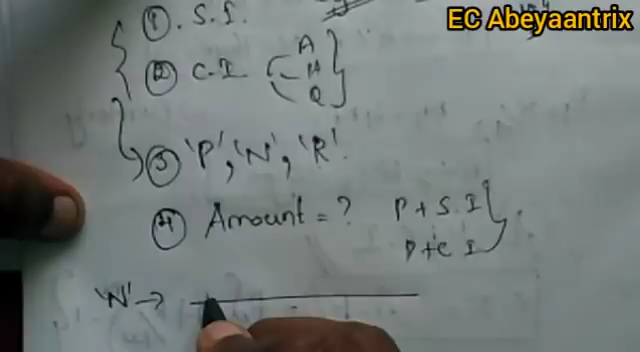 EC Abeyaantrix
① . S. I.
② C. I { A
H
Q }
③ 'P', 'N', 'R'.
④ Amount = ? P + S. I
P + C I
'N' →